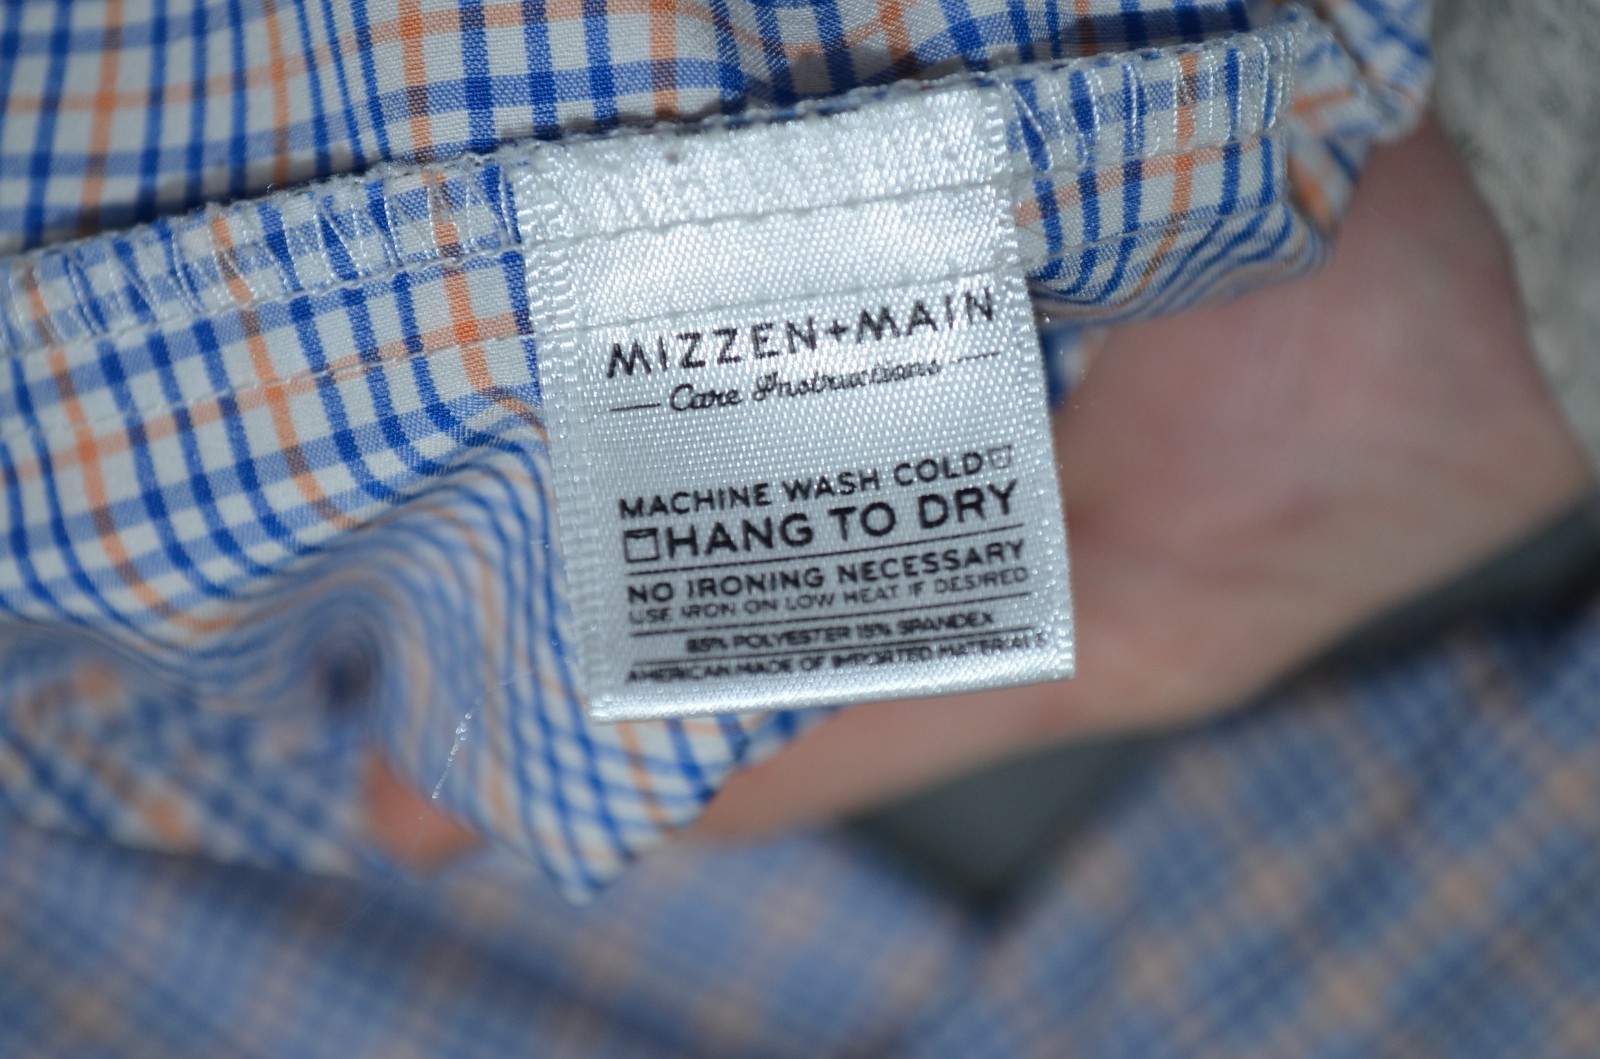 MIZZEN+MAIN
Care Instructions
MACHINE WASH COLD
HANG TO DRY
NO IRONING NECESSARY
USE IRON ON LOW HEAT IF DESIRED
85% POLYESTER 15% SPANDEX
AMERICAN MADE OF IMPORTED MATERIALS